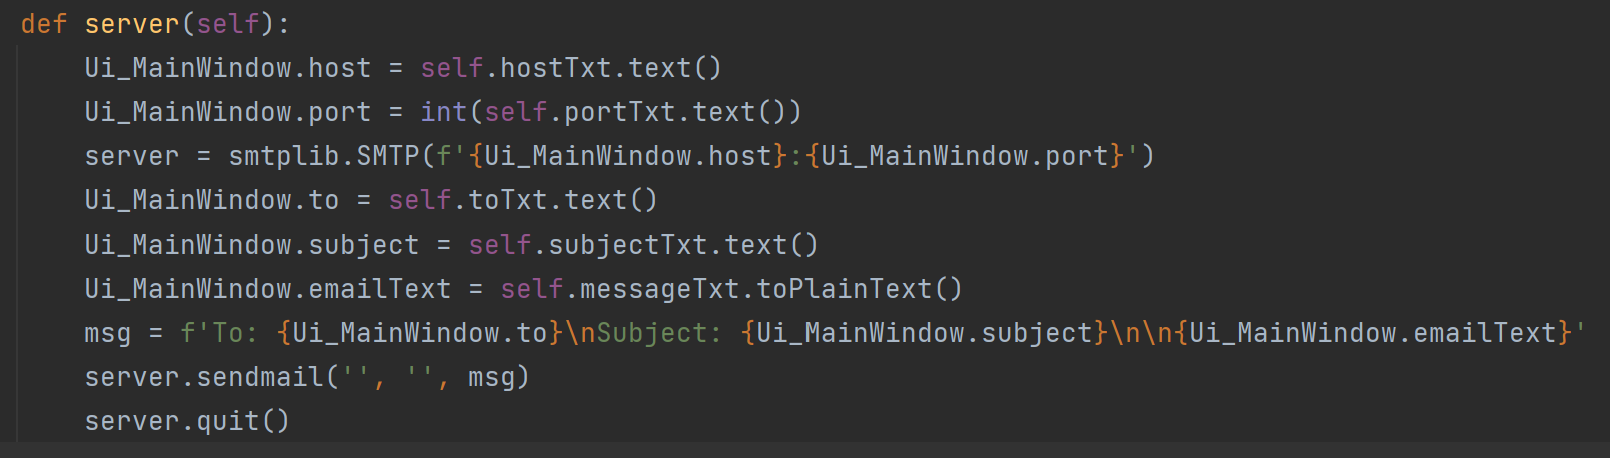 def server(self):
    Ui_MainWindow.host = self.hostTxt.text()
    Ui_MainWindow.port = int(self.portTxt.text())
    server = smtplib.SMTP(f'{Ui_MainWindow.host}:{Ui_MainWindow.port}')
    Ui_MainWindow.to = self.toTxt.text()
    Ui_MainWindow.subject = self.subjectTxt.text()
    Ui_MainWindow.emailText = self.messageTxt.toPlainText()
    msg = f'To: {Ui_MainWindow.to}\nSubject: {Ui_MainWindow.subject}\n\n{Ui_MainWindow.emailText}'
    server.sendmail('', '', msg)
    server.quit()